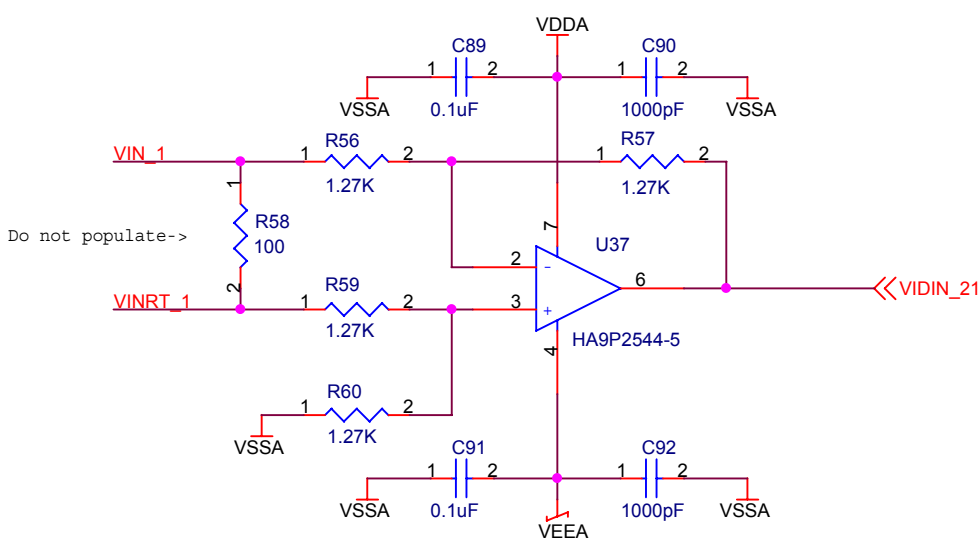 VDDA
C89
C90
1 2
1 2
VSSA
0.1uF
1000pF
VSSA
VIN_1
R56
R57
1 2
1 2
1.27K
1.27K
1
R58
Do not populate->
100
2
7
U37
2
-
6
VIDIN_21
VINRT_1
R59
1 2
3
+
1.27K
HA9P2544-5
4
R60
1 2
VSSA
1.27K
C91
C92
1 2
1 2
VSSA
0.1uF
1000pF
VSSA
VEEA